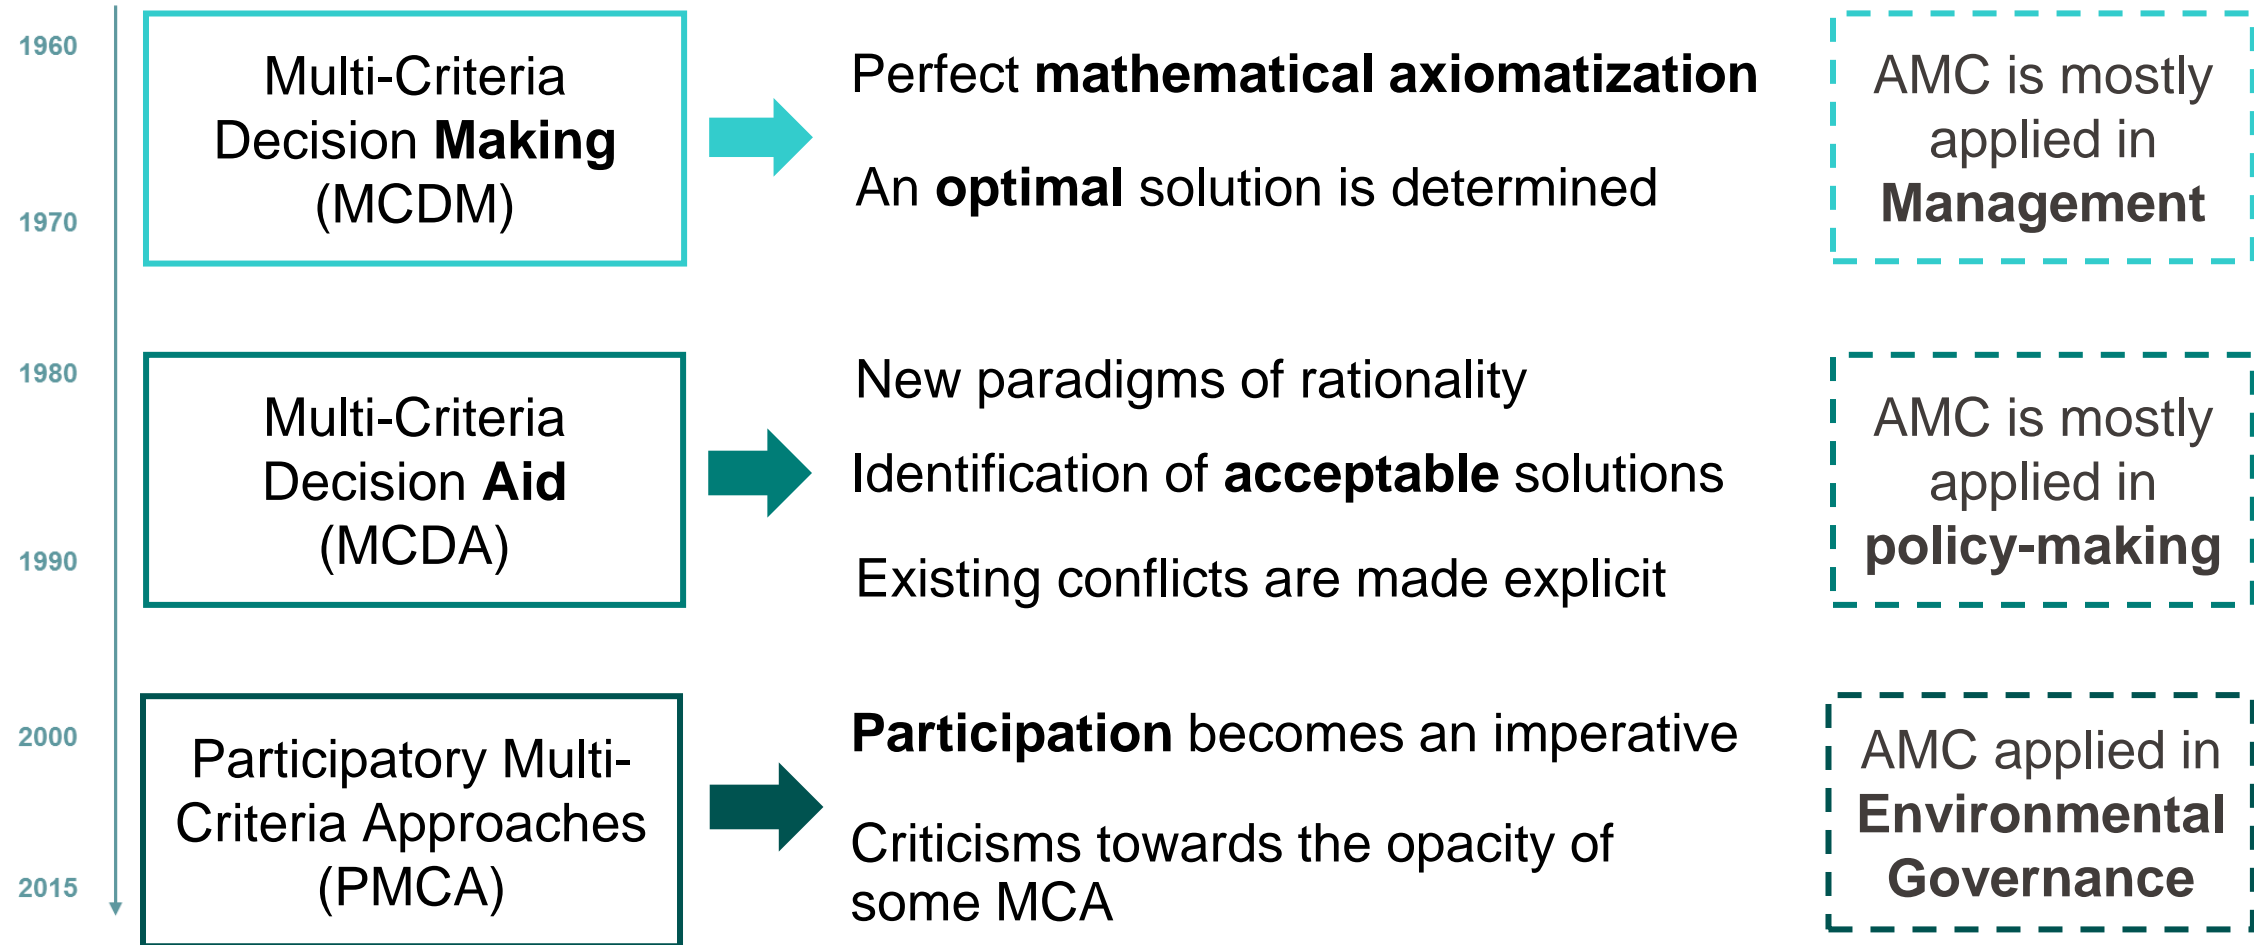 1960
1970
1980
1990
2000
2015
Multi-Criteria
Decision Making
(MCDM)
Perfect mathematical axiomatization
An optimal solution is determined
AMC is mostly
applied in
Management
Multi-Criteria
Decision Aid
(MCDA)
New paradigms of rationality
Identification of acceptable solutions
Existing conflicts are made explicit
AMC is mostly
applied in
policy-making
Participatory Multi-
Criteria Approaches
(PMCA)
Participation becomes an imperative
Criticisms towards the opacity of
some MCA
AMC applied in
Environmental
Governance